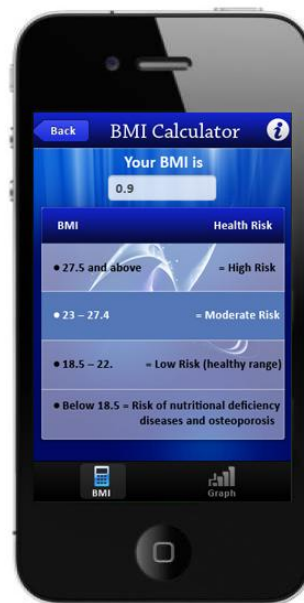 Back
BMI Calculator
i
Your BMI is
0.9
BMI Health Risk
• 27.5 and above = High Risk
• 23 – 27.4 = Moderate Risk
• 18.5 – 22. = Low Risk (healthy range)
• Below 18.5 = Risk of nutritional deficiency
diseases and osteoporosis
BMI Graph